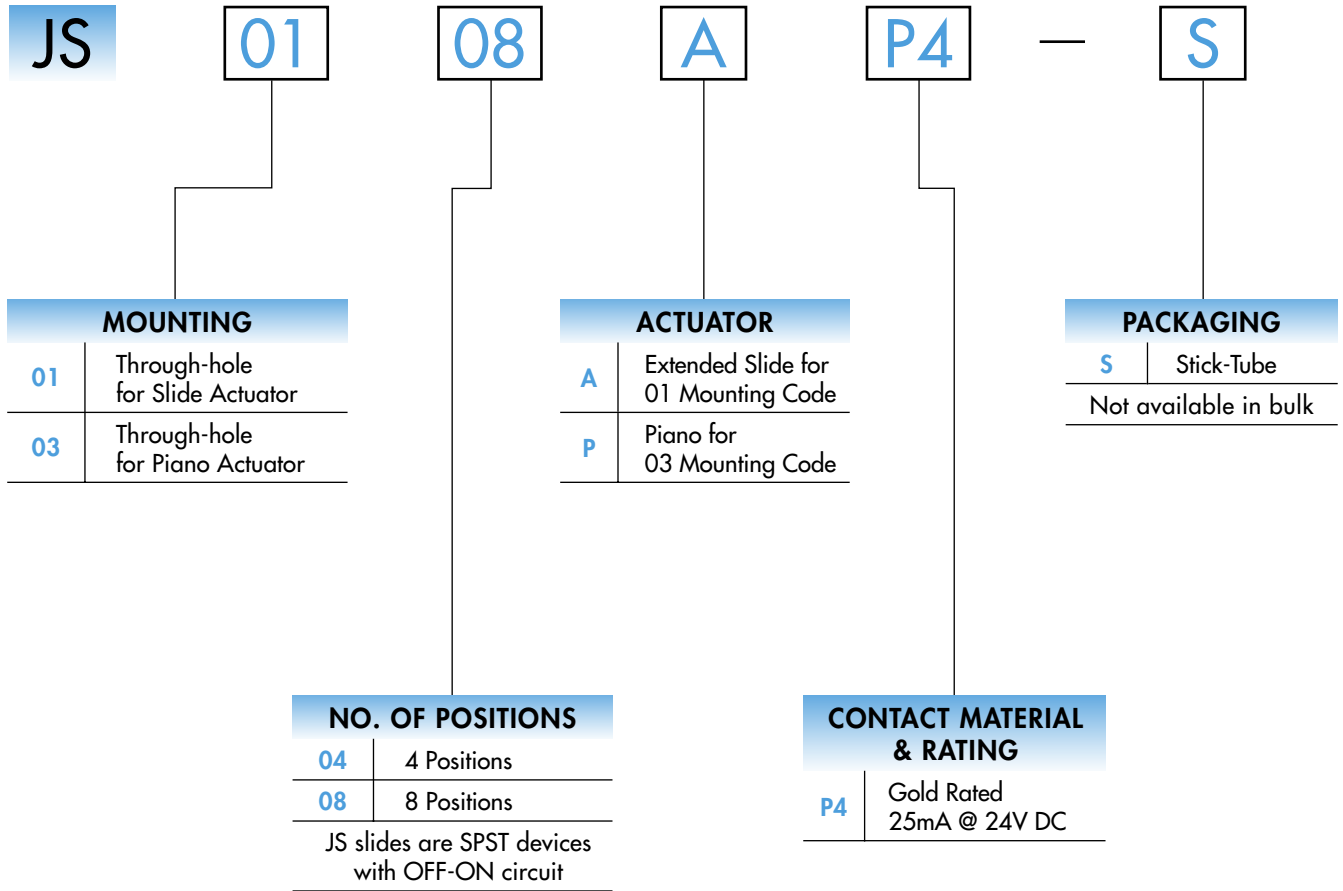 JS 01 08 A P4 — S
MOUNTING
01 Through-hole
for Slide Actuator
03 Through-hole
for Piano Actuator
ACTUATOR
A Extended Slide for
01 Mounting Code
P Piano for
03 Mounting Code
PACKAGING
S Stick-Tube
Not available in bulk
NO. OF POSITIONS
04 4 Positions
08 8 Positions
JS slides are SPST devices
with OFF-ON circuit
CONTACT MATERIAL
& RATING
P4 Gold Rated
25mA @ 24V DC